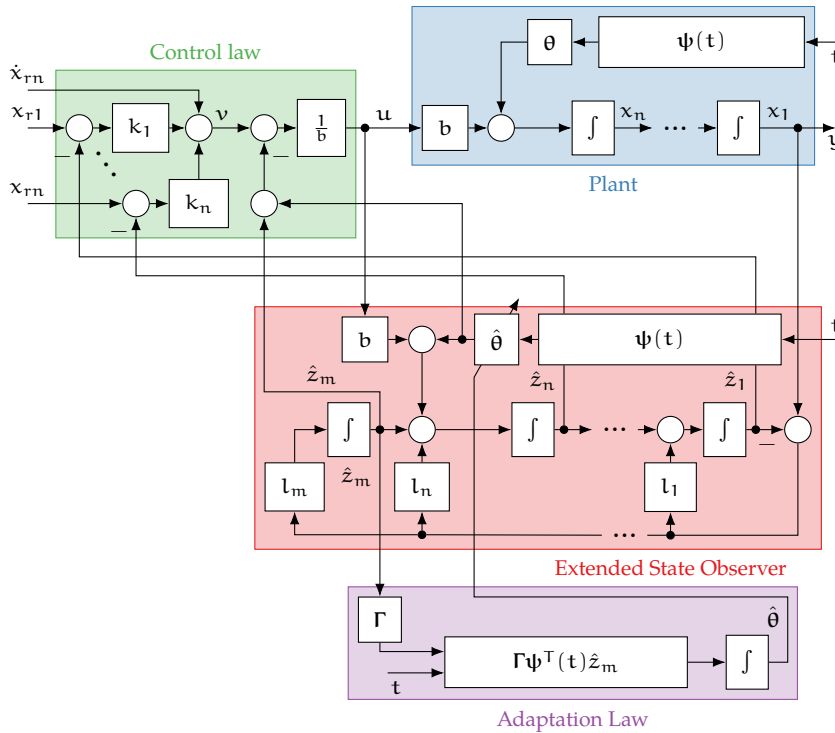 Control law
ẋrn
xr1
xrn
k1
kn
v
1/b
u
b
θ
ψ(t)
t
∫
xn
...
∫
x1
y
Plant
b
θ̂
ψ(t)
t
ẑm
ẑn
ẑ1
∫
∫
...
∫
ẑm
lm
ln
l1
...
Extended State Observer
Γ
t
Γψᵀ(t)ẑm
∫
θ̂
Adaptation Law